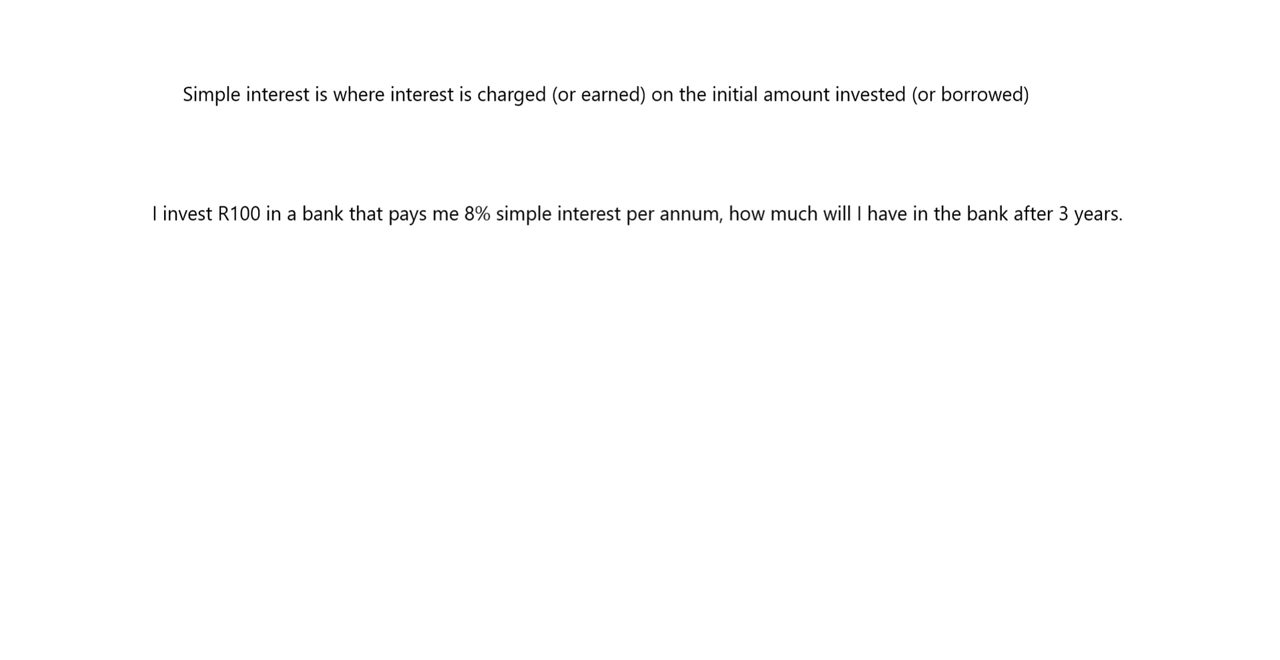 Simple interest is where interest is charged (or earned) on the initial amount invested (or borrowed)
I invest R100 in a bank that pays me 8% simple interest per annum, how much will I have in the bank after 3 years.